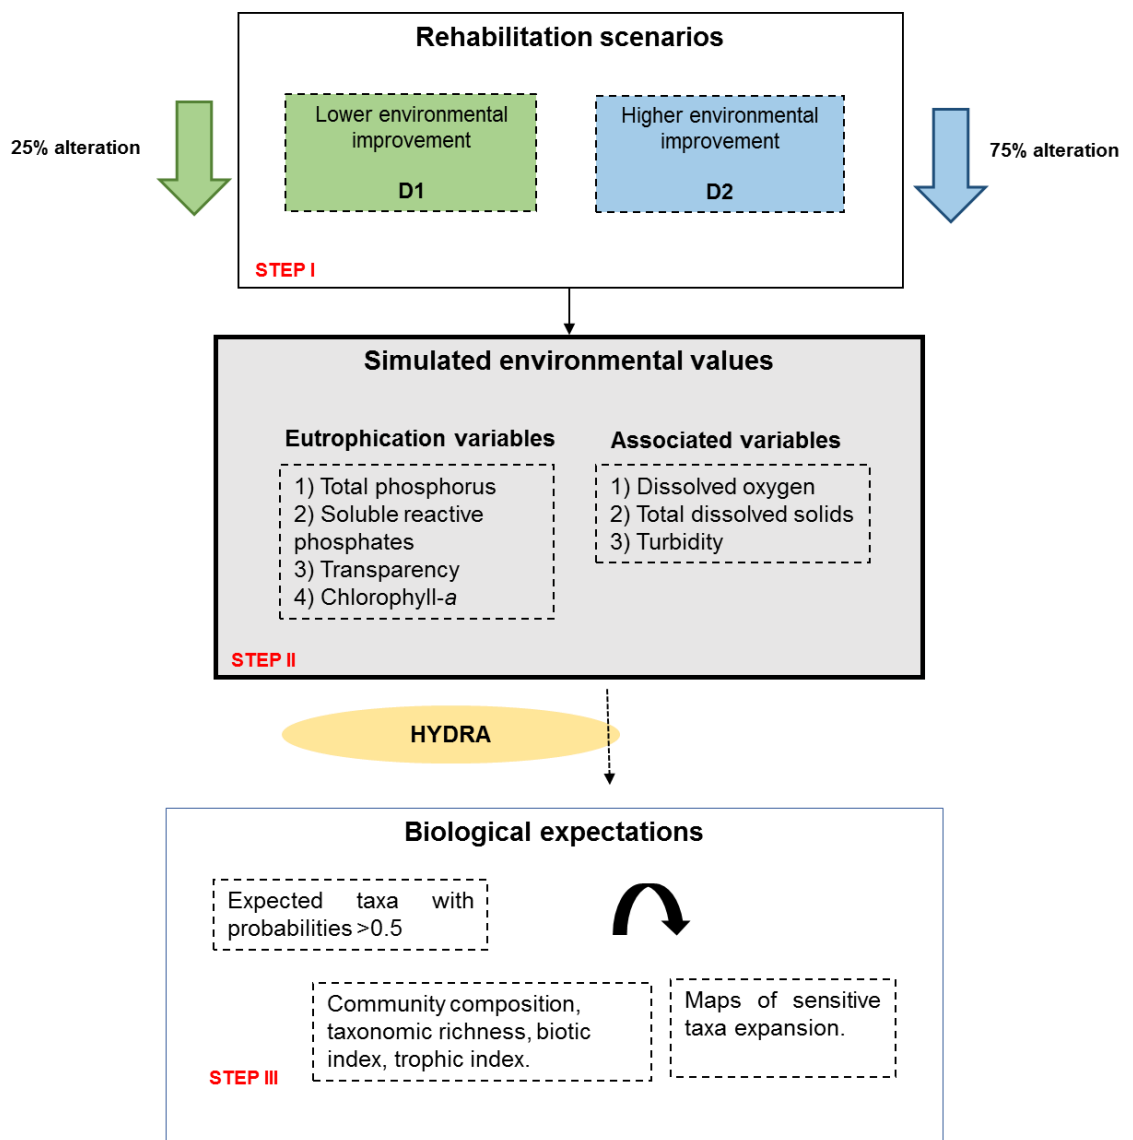 Rehabilitation scenarios
25% alteration
Lower environmental
improvement
D1
Higher environmental
improvement
D2
75% alteration
STEP I
Simulated environmental values
Eutrophication variables
1) Total phosphorus
2) Soluble reactive
phosphates
3) Transparency
4) Chlorophyll-a
Associated variables
1) Dissolved oxygen
2) Total dissolved solids
3) Turbidity
STEP II
HYDRA
Biological expectations
Expected taxa with
probabilities >0.5
Community composition,
taxonomic richness, biotic
index, trophic index.
Maps of sensitive
taxa expansion.
STEP III